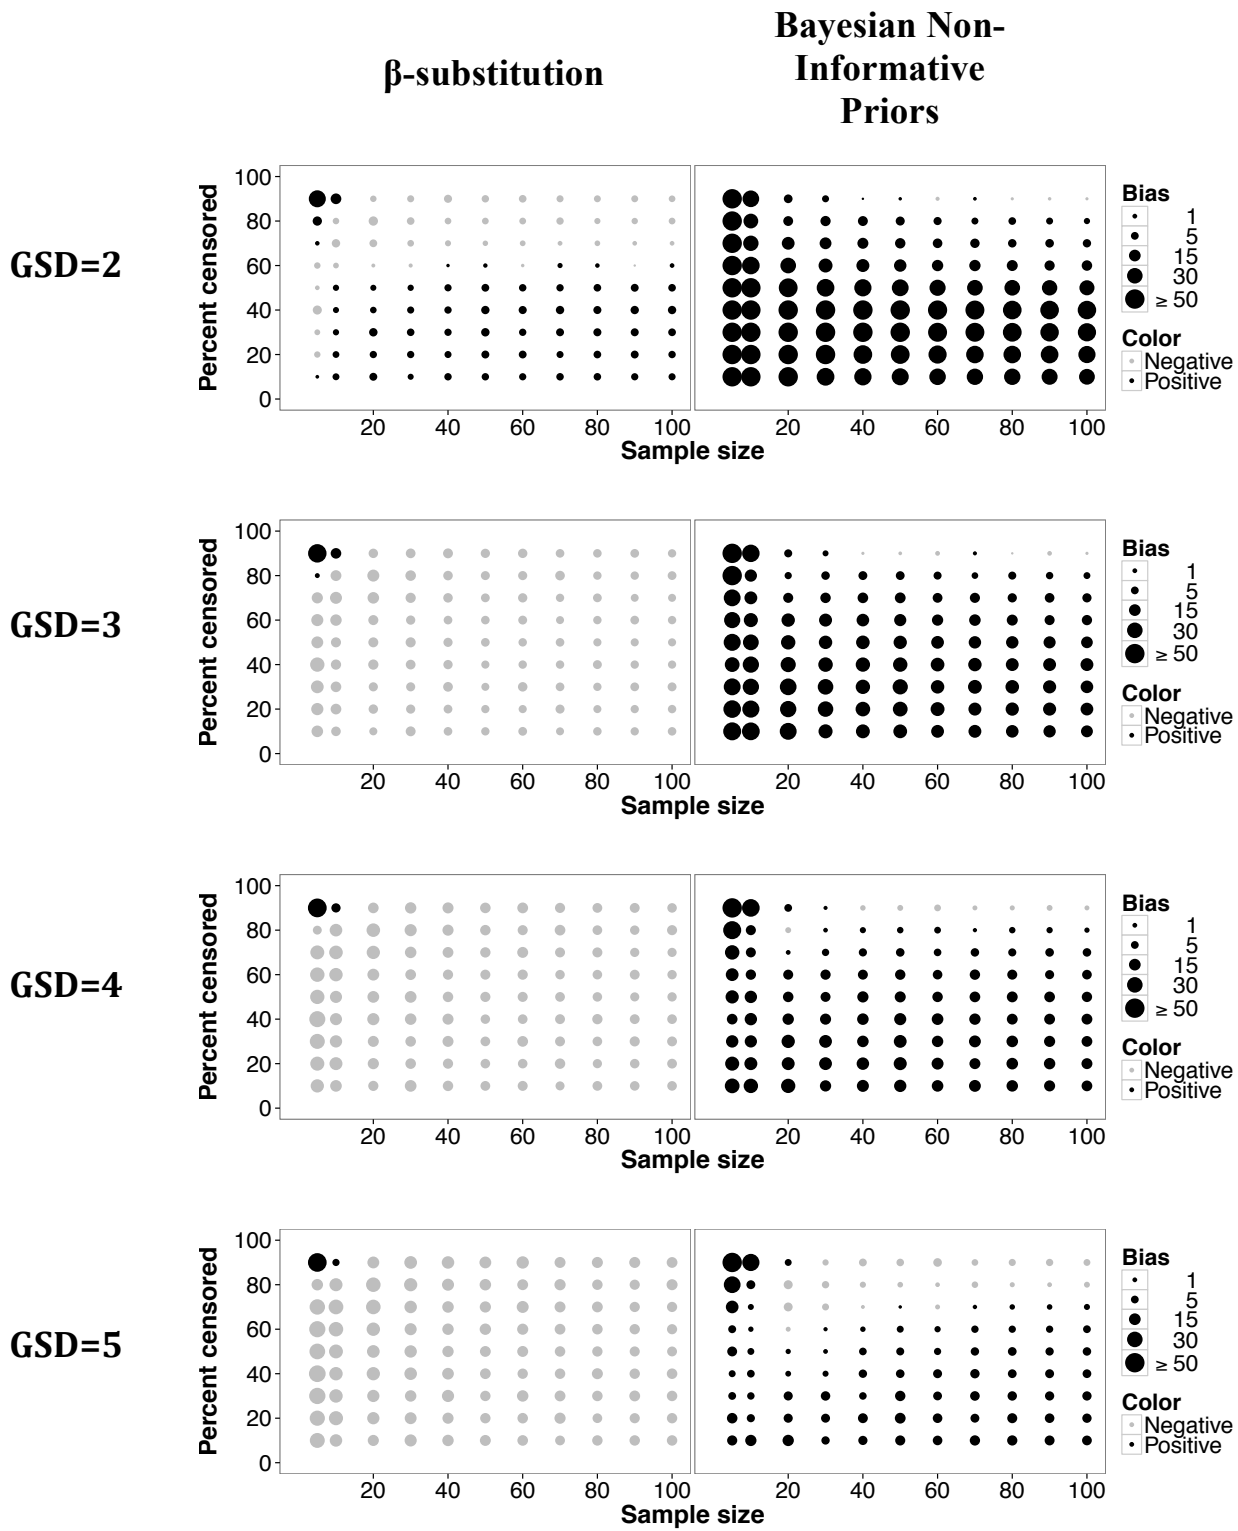 β-substitution
Bayesian Non-
Informative
Priors
GSD=2
Percent censored
100
80
60
40
20
0
20 40 60 80 100
20 40 60 80 100
Sample size
Bias
1
5
15
30
≥ 50
Color
Negative
Positive
GSD=3
Percent censored
100
80
60
40
20
0
20 40 60 80 100
20 40 60 80 100
Sample size
Bias
1
5
15
30
≥ 50
Color
Negative
Positive
GSD=4
Percent censored
100
80
60
40
20
0
20 40 60 80 100
20 40 60 80 100
Sample size
Bias
1
5
15
30
≥ 50
Color
Negative
Positive
GSD=5
Percent censored
100
80
60
40
20
0
20 40 60 80 100
20 40 60 80 100
Sample size
Bias
1
5
15
30
≥ 50
Color
Negative
Positive